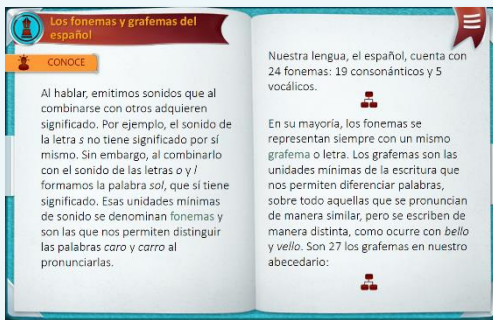 Los fonemas y grafemas del
español
CONOCE
Al hablar, emitimos sonidos que al
combinarse con otros adquieren
significado. Por ejemplo, el sonido de
la letra s no tiene significado por sí
mismo. Sin embargo, al combinarlo
con el sonido de las letras o y l
formamos la palabra sol, que sí tiene
significado. Esas unidades mínimas
de sonido se denominan fonemas y
son las que nos permiten distinguir
las palabras caro y carro al
pronunciarlas.
Nuestra lengua, el español, cuenta con
24 fonemas: 19 consonánticos y 5
vocálicos.
En su mayoría, los fonemas se
representan siempre con un mismo
grafema o letra. Los grafemas son las
unidades mínimas de la escritura que
nos permiten diferenciar palabras,
sobre todo aquellas que se pronuncian
de manera similar, pero se escriben de
manera distinta, como ocurre con bello
y vello. Son 27 los grafemas en nuestro
abecedario: